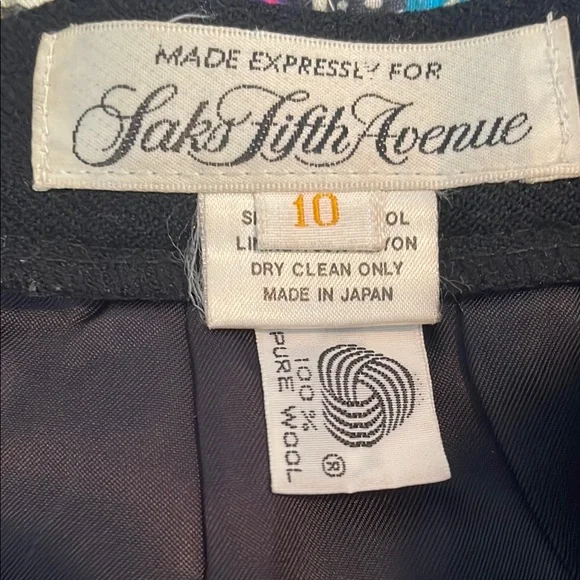 MADE EXPRESSLY FOR
Saks Fifth Avenue
10
DRY CLEAN ONLY
MADE IN JAPAN
100%
PURE WOOL
®